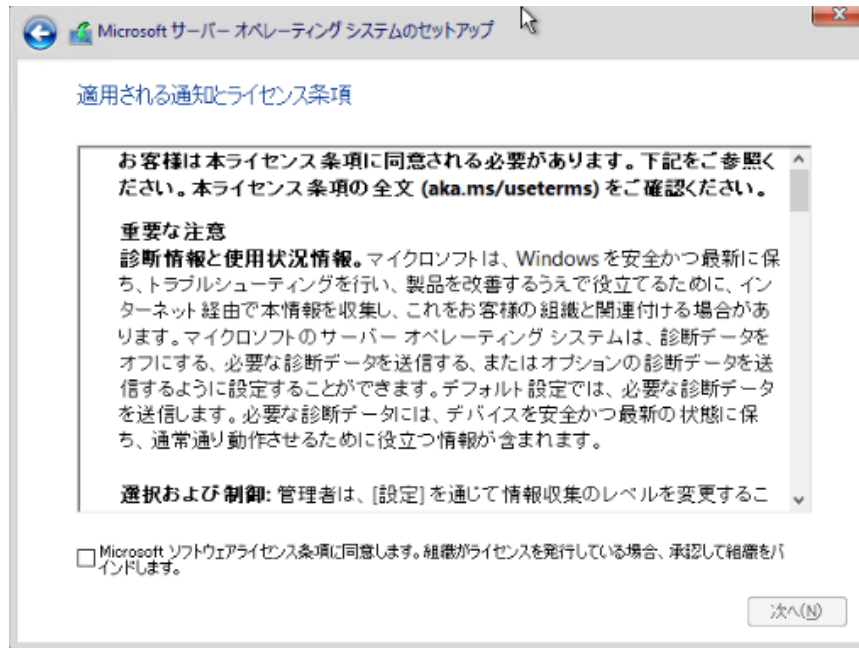 Microsoft サーバー オペレーティング システムのセットアップ
適用される通知とライセンス条項
お客様は本ライセンス条項に同意される必要があります。下記をご参照く
ださい。本ライセンス条項の全文 (aka.ms/useterms) をご確認ください。
重要な注意
診断情報と使用状況情報。マイクロソフトは、Windows を安全かつ最新に保
ち、トラブルシューティングを行い、製品を改善するうえで役立てるために、イン
ターネット経由で本情報を収集し、これをお客様の組織と関連付ける場合があ
ります。マイクロソフトのサーバー オペレーティング システムは、診断データを
オフにする、必要な診断データを送信する、またはオプションの診断データを送
信するように設定することができます。デフォルト設定では、必要な診断データ
を送信します。必要な診断データには、デバイスを安全かつ最新の状態に保
ち、通常通り動作させるために役立つ情報が含まれます。
選択および制御: 管理者は、[設定] を通じて情報収集のレベルを変更するこ
Microsoft ソフトウェアライセンス条項に同意します。組織がライセンスを発行している場合、承認して組織をバ
インドします。
次へ(N)